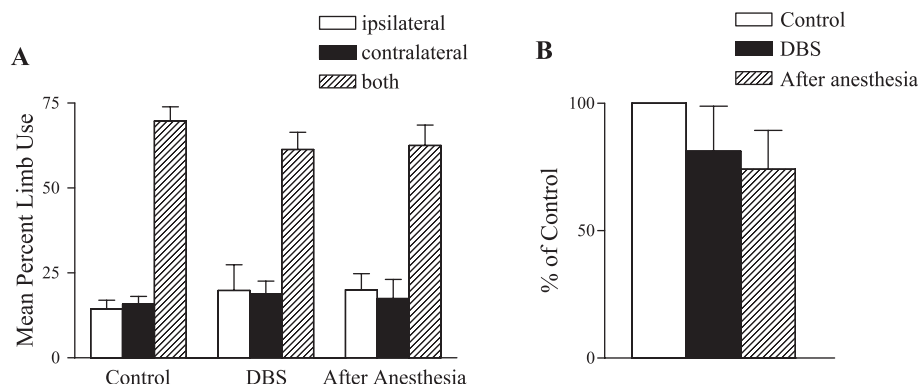 A
ipsilateral
contralateral
both
Mean Percent Limb Use
75
50
25
0
Control
DBS
After Anesthesia
B
Control
DBS
After anesthesia
% of Control
100
50
0